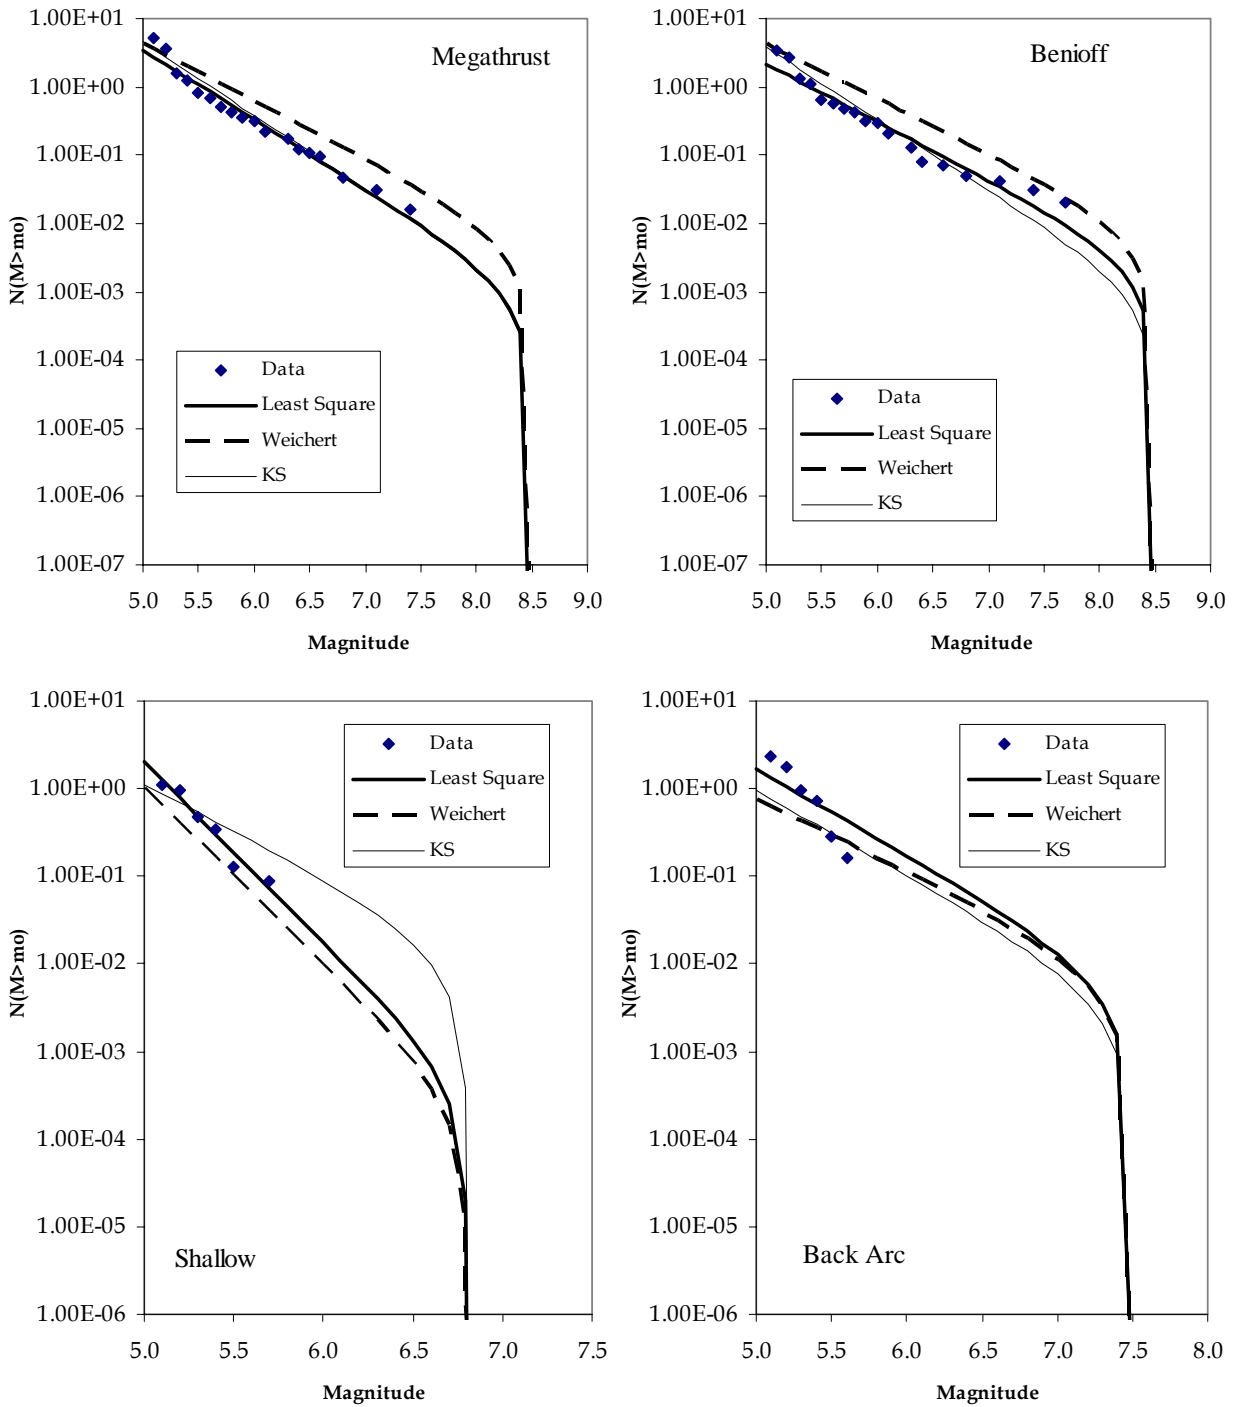 Megathrust
N(M>mo)
1.00E+01
1.00E+00
1.00E-01
1.00E-02
1.00E-03
1.00E-04
1.00E-05
1.00E-06
1.00E-07
Data
Least Square
Weichert
KS
5.0 5.5 6.0 6.5 7.0 7.5 8.0 8.5 9.0
Magnitude
Benioff
N(M>mo)
1.00E+01
1.00E+00
1.00E-01
1.00E-02
1.00E-03
1.00E-04
1.00E-05
1.00E-06
1.00E-07
Data
Least Square
Weichert
KS
5.0 5.5 6.0 6.5 7.0 7.5 8.0 8.5 9.0
Magnitude
N(M>mo)
1.00E+01
1.00E+00
1.00E-01
1.00E-02
1.00E-03
1.00E-04
1.00E-05
1.00E-06
Data
Least Square
Weichert
KS
Shallow
5.0 5.5 6.0 6.5 7.0 7.5
Magnitude
N(M>mo)
1.00E+01
1.00E+00
1.00E-01
1.00E-02
1.00E-03
1.00E-04
1.00E-05
1.00E-06
Data
Least Square
Weichert
KS
Back Arc
5.0 5.5 6.0 6.5 7.0 7.5 8.0
Magnitude